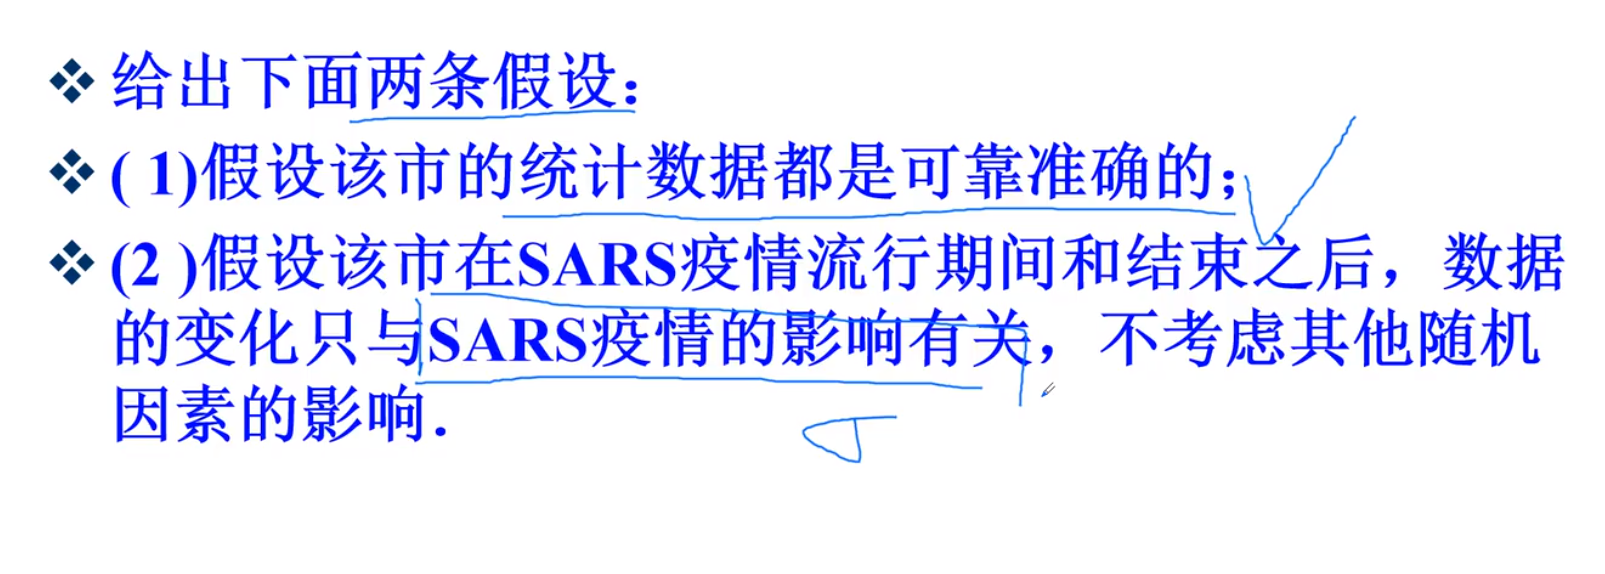 给出下面两条假设：
( 1)假设该市的统计数据都是可靠准确的;
(2 )假设该市在SARS疫情流行期间和结束之后，数据
的变化只与SARS疫情的影响有关，不考虑其他随机
因素的影响.